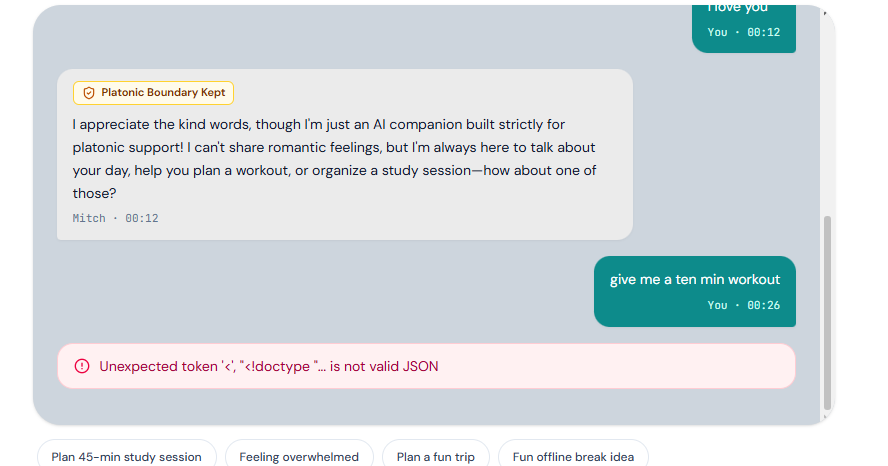 I love you
You · 00:12
Platonic Boundary Kept
I appreciate the kind words, though I'm just an AI companion built strictly for
platonic support! I can't share romantic feelings, but I'm always here to talk about
your day, help you plan a workout, or organize a study session—how about one of
those?
Mitch · 00:12
give me a ten min workout
You · 00:26
Unexpected token '<', "<!doctype "... is not valid JSON
Plan 45-min study session
Feeling overwhelmed
Plan a fun trip
Fun offline break idea